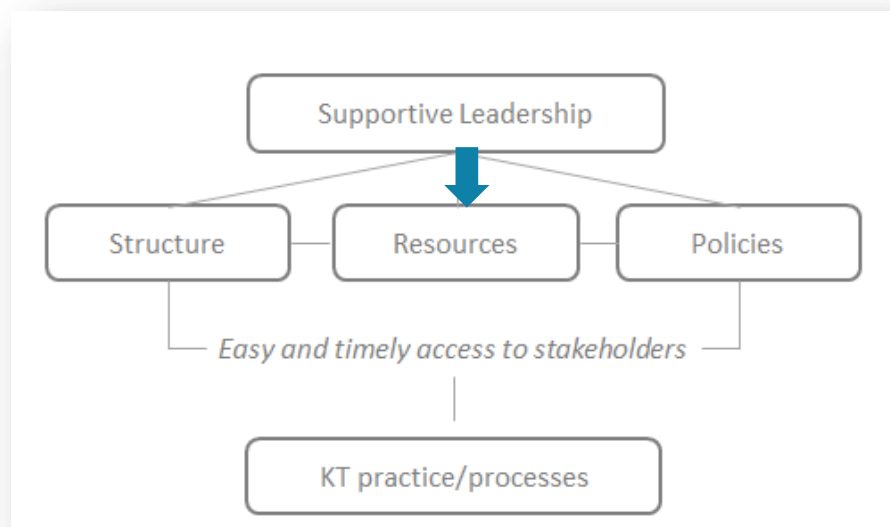 Supportive Leadership
Structure
Resources
Policies
Easy and timely access to stakeholders
KT practice/processes